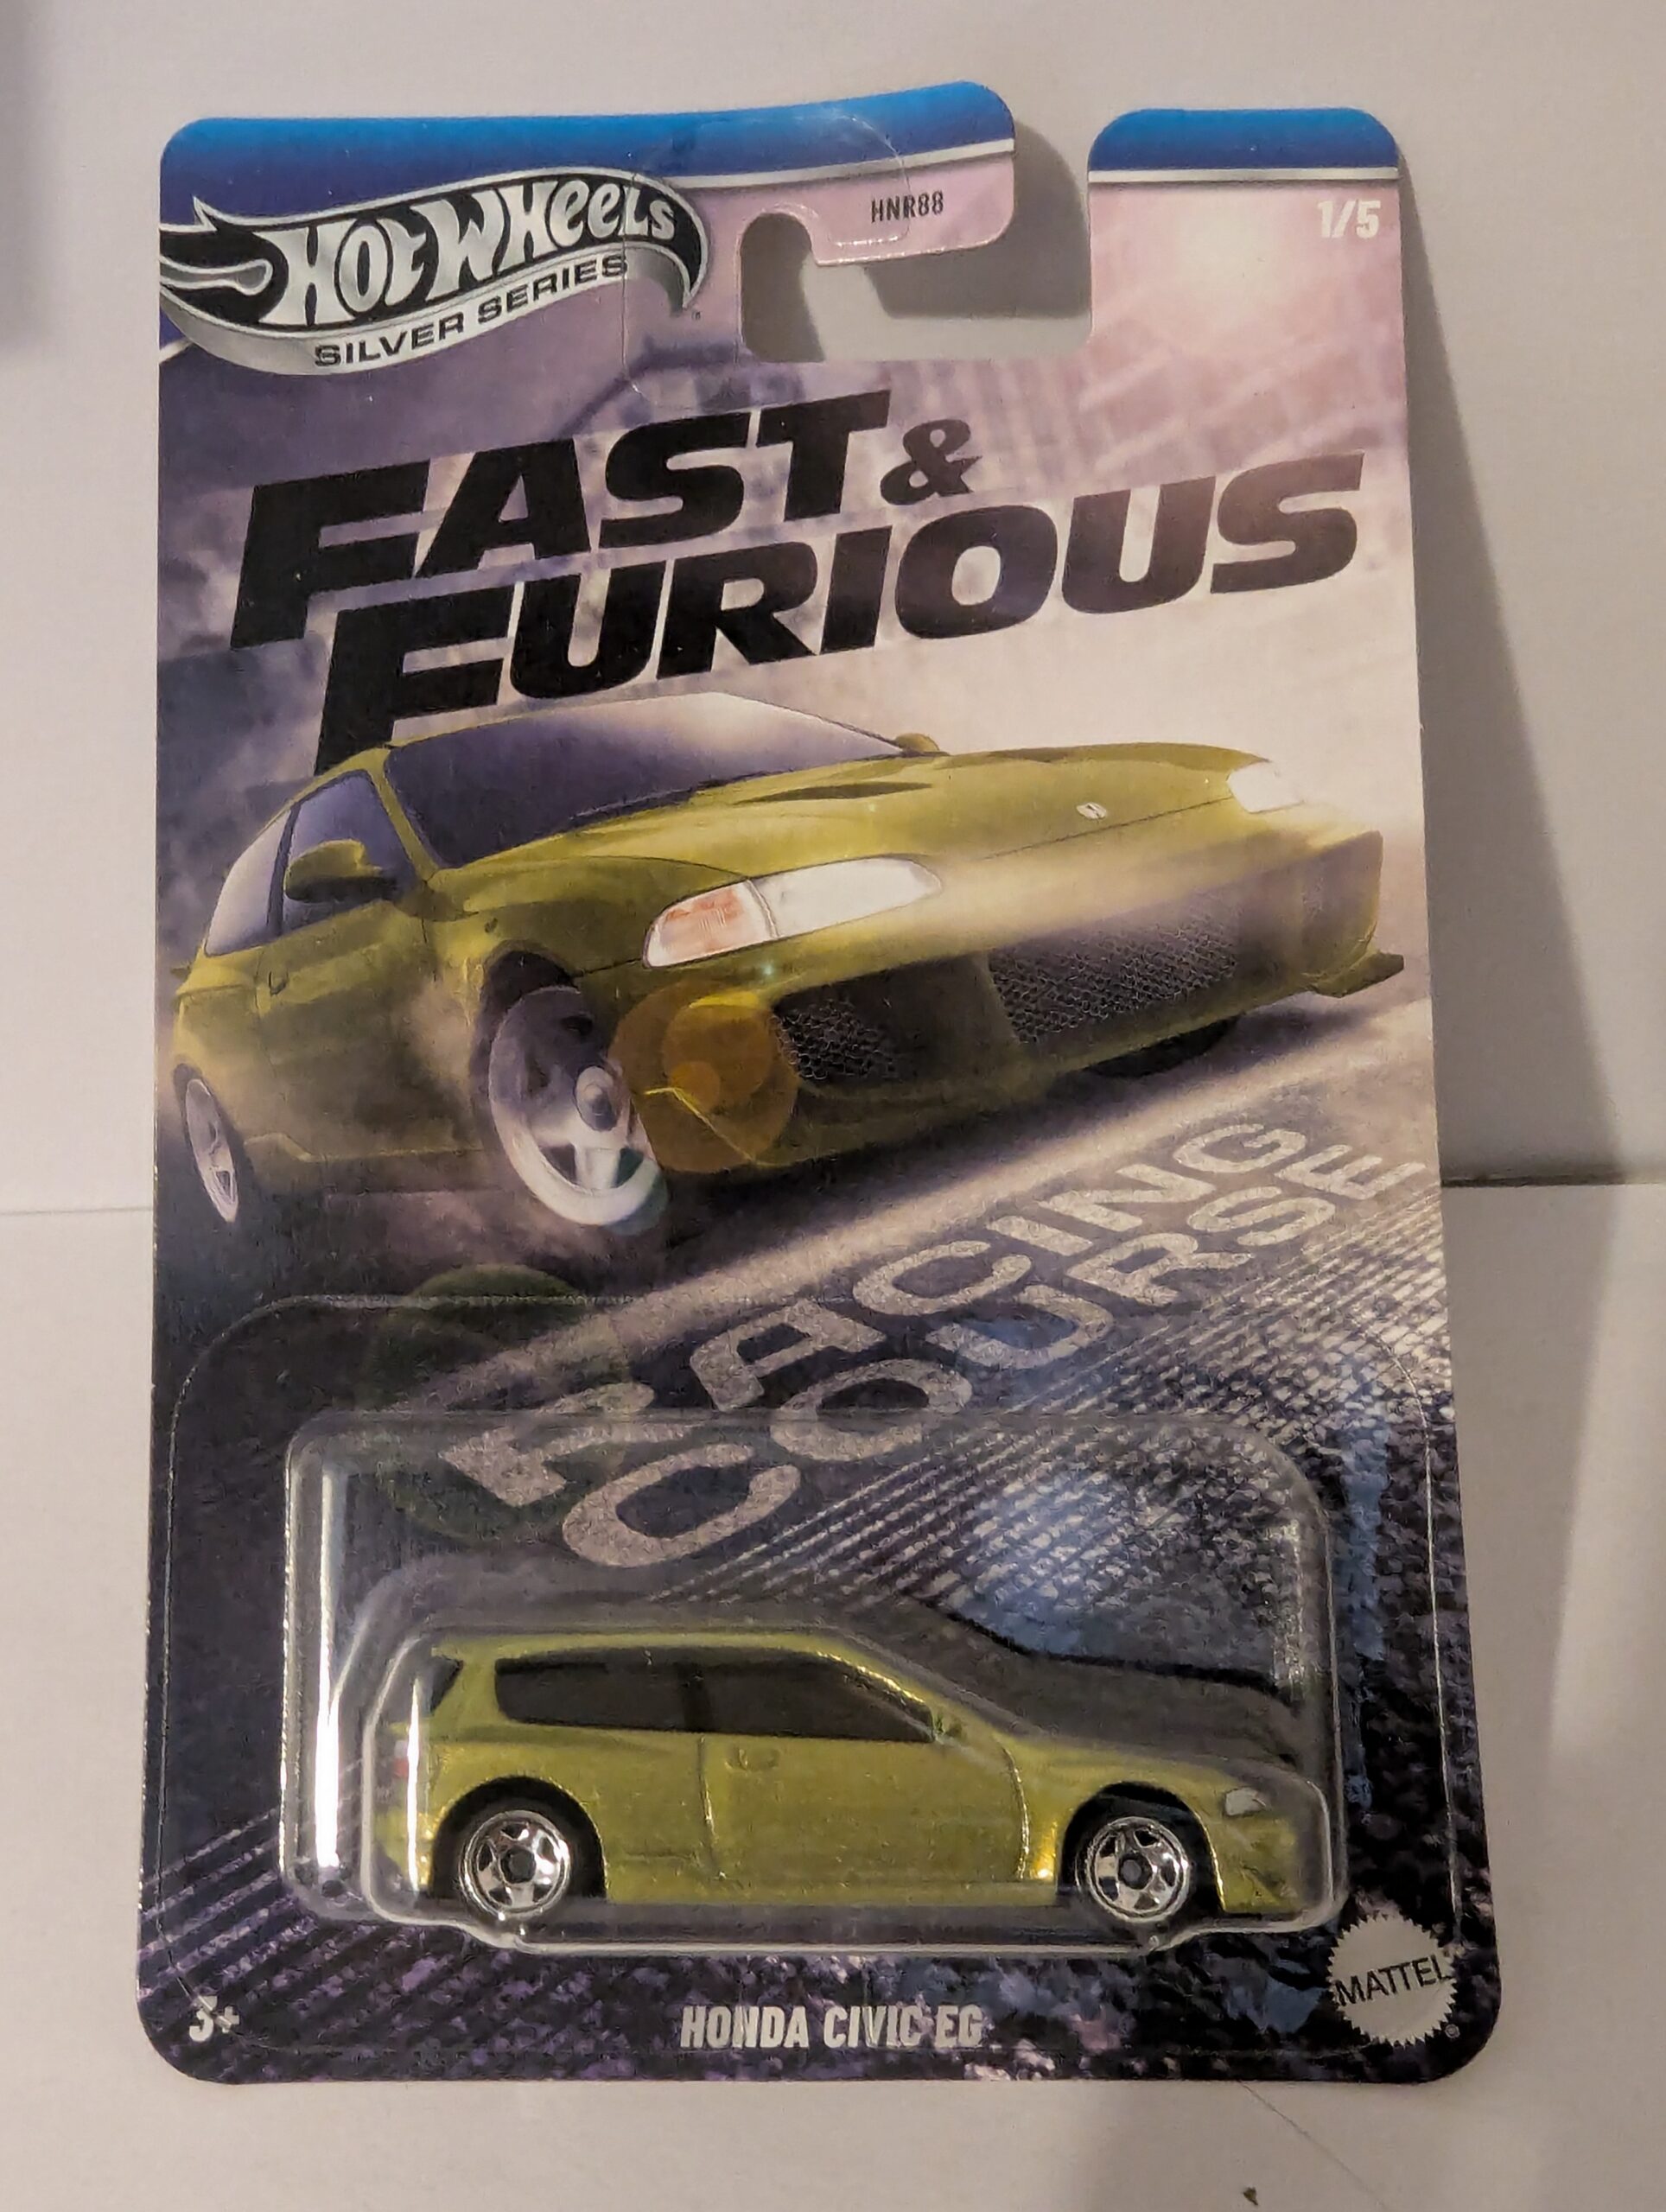 HOT WHEELS
SILVER SERIES
HNR88
1/5
FAST &
FURIOUS
RACING
COURSE
3+
HONDA CIVIC EG
MATTEL